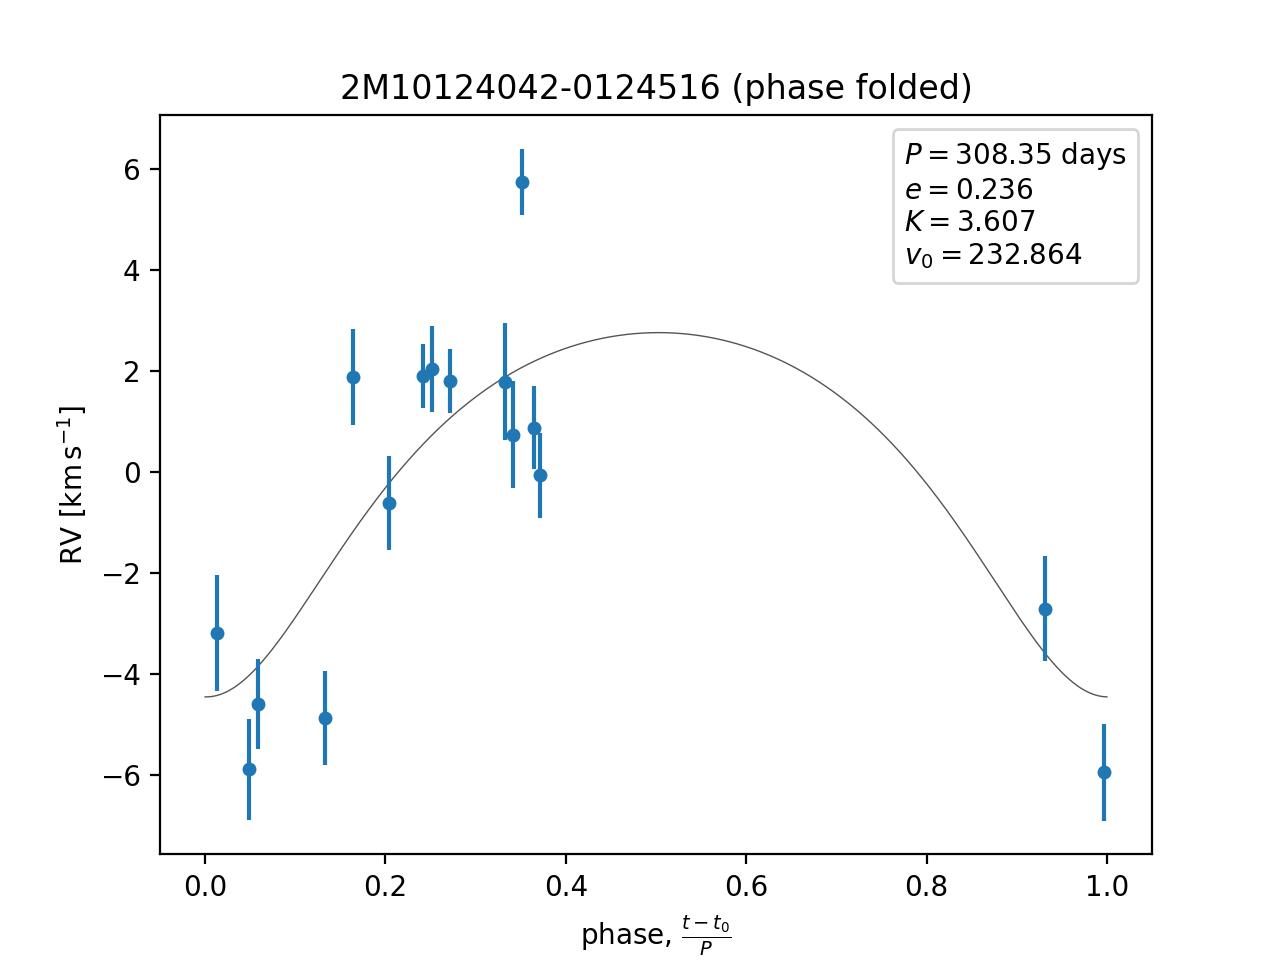 2M10124042-0124516 (phase folded)
P = 308.35 days
e = 0.236
K = 3.607
v₀ = 232.864
6
4
2
0
−2
−4
−6
RV [km s⁻¹]
0.0 0.2 0.4 0.6 0.8 1.0
phase, (t − t₀)/P